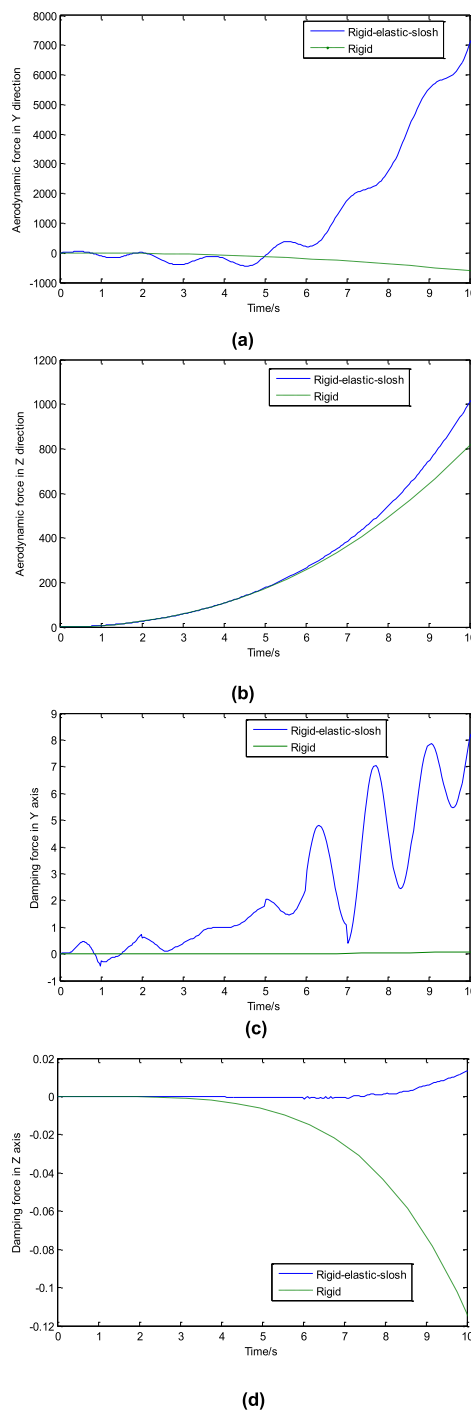 8000
7000
6000
5000
4000
3000
2000
1000
0
-1000
Aerodynamic force in Y direction
Rigid-elastic-slosh
Rigid
0 1 2 3 4 5 6 7 8 9 10
Time/s
(a)
1200
1000
800
600
400
200
0
Aerodynamic force in Z direction
Rigid-elastic-slosh
Rigid
0 1 2 3 4 5 6 7 8 9 10
Time/s
(b)
9
8
7
6
5
4
3
2
1
0
-1
Damping force in Y axis
Rigid-elastic-slosh
Rigid
0 1 2 3 4 5 6 7 8 9 10
Time/s
(c)
0.02
0
-0.02
-0.04
-0.06
-0.08
-0.1
-0.12
Damping force in Z axis
Rigid-elastic-slosh
Rigid
0 1 2 3 4 5 6 7 8 9 10
Time/s
(d)